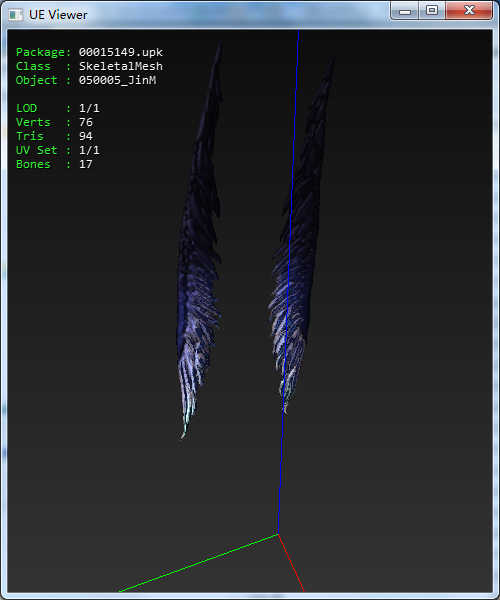 UE Viewer
Package: 00015149.upk
Class  : SkeletalMesh
Object : 050005_JinM
LOD    : 1/1
Verts  : 76
Tris   : 94
UV Set : 1/1
Bones  : 17